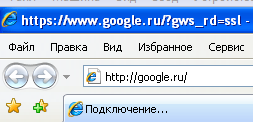 https://www.google.ru/?gws_rd=ssl -
Файл Правка Вид Избранное Сервис
http://google.ru/
Подключение...